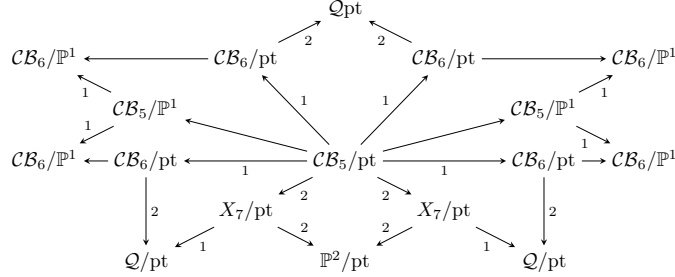 𝒬pt
2 2
𝒞ℬ₆/ℙ¹ 𝒞ℬ₆/pt 𝒞ℬ₆/pt 𝒞ℬ₆/ℙ¹
1 1 1 1
𝒞ℬ₅/ℙ¹ 𝒞ℬ₅/ℙ¹
1 1
𝒞ℬ₆/ℙ¹ 𝒞ℬ₆/pt 𝒞ℬ₅/pt 𝒞ℬ₆/pt 𝒞ℬ₆/ℙ¹
1 1
2 2 2 2
X₇/pt X₇/pt
1 2 2 1
𝒬/pt ℙ²/pt 𝒬/pt